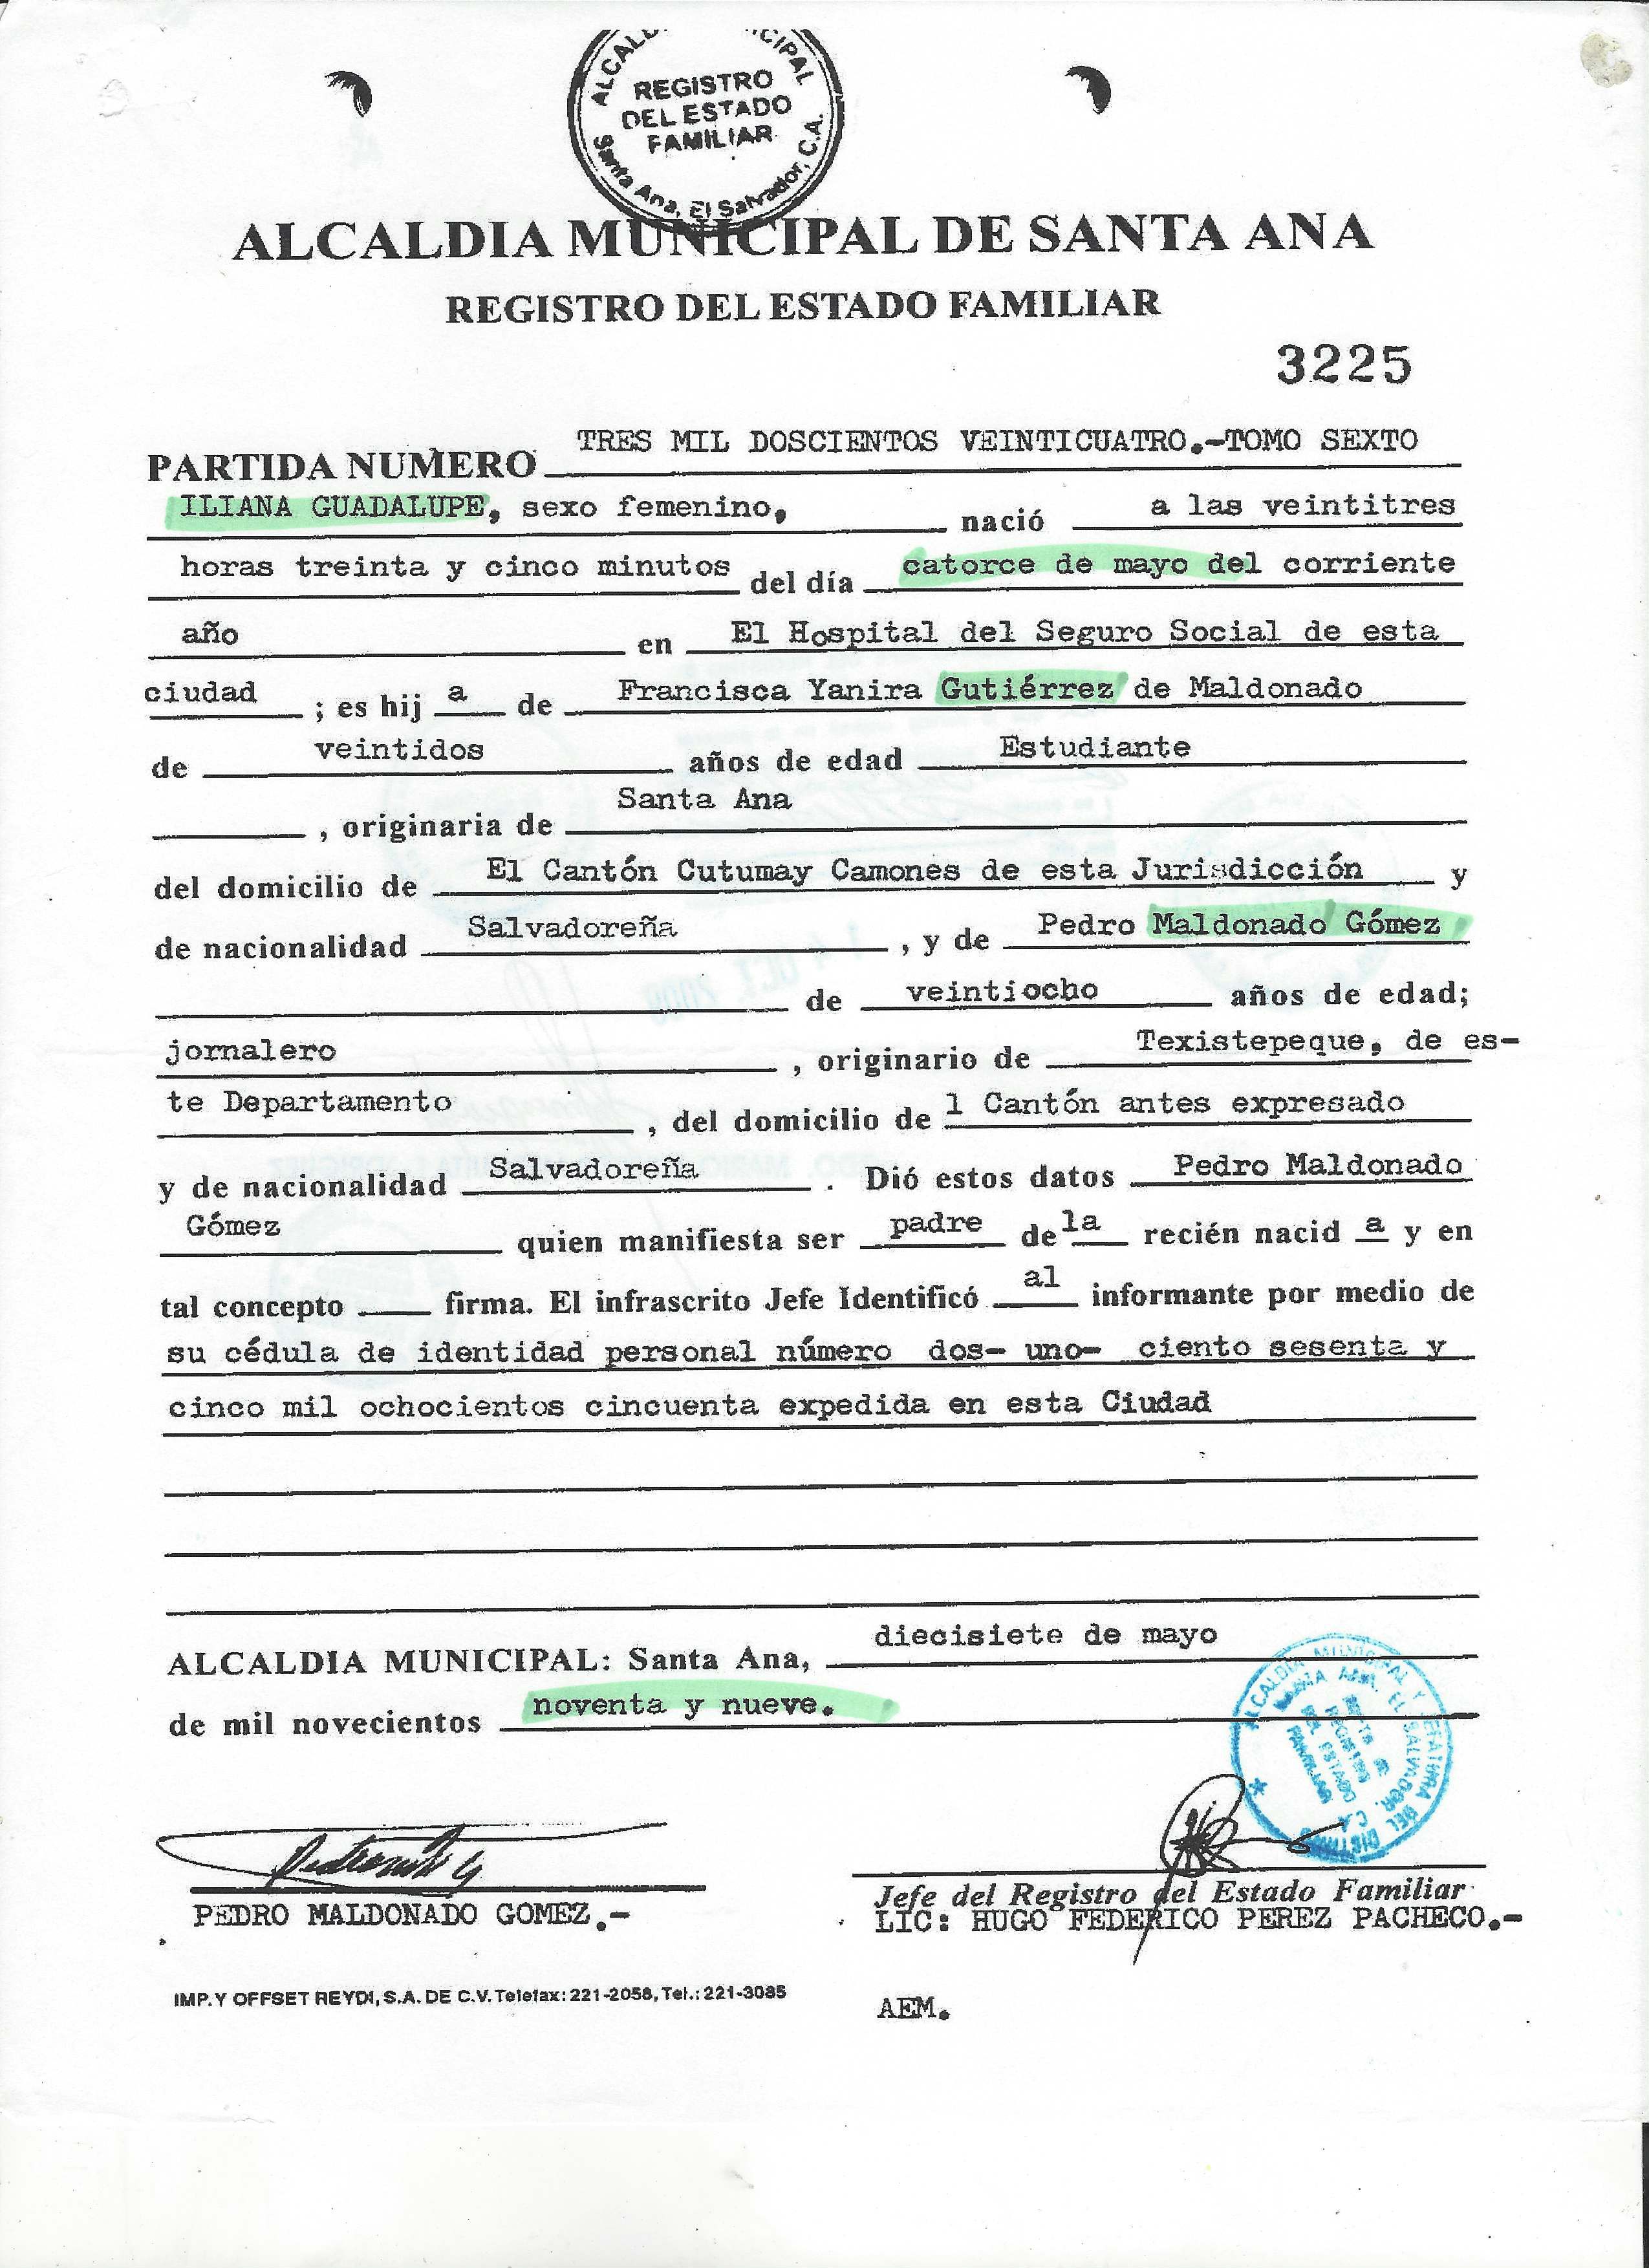 ALCALDIA MUNICIPAL
REGISTRO
DEL ESTADO
FAMILIAR
Santa Ana, El Salvador, C.A.
ALCALDIA MUNICIPAL DE SANTA ANA
REGISTRO DEL ESTADO FAMILIAR
3225
PARTIDA NUMERO TRES MIL DOSCIENTOS VEINTICUATRO.-TOMO SEXTO
ILIANA GUADALUPE, sexo femenino, nació a las veintitres
horas treinta y cinco minutos del día catorce de mayo del corriente
año en El Hospital del Seguro Social de esta
ciudad ; es hij a de Francisca Yanira Gutiérrez de Maldonado
de veintidos años de edad Estudiante
, originaria de Santa Ana
del domicilio de El Cantón Cutumay Camones de esta Jurisdicción y
de nacionalidad Salvadoreña , y de Pedro Maldonado Gómez
de veintiocho años de edad;
jornalero , originario de Texistepeque, de es-
te Departamento , del domicilio de l Cantón antes expresado
y de nacionalidad Salvadoreña . Dió estos datos Pedro Maldonado
Gómez quien manifiesta ser padre de la recién nacid a y en
tal concepto firma. El infrascrito Jefe Identificó al informante por medio de
su cédula de identidad personal número dos- uno- ciento sesenta y
cinco mil ochocientos cincuenta expedida en esta Ciudad
ALCALDIA MUNICIPAL: Santa Ana, diecisiete de mayo
de mil novecientos noventa y nueve.
PEDRO MALDONADO GOMEZ.-
Jefe del Registro del Estado Familiar
LIC: HUGO FEDERICO PEREZ PACHECO.-
IMP. Y OFFSET REYDI, S.A. DE C.V. Telefax: 221-2058, Tel.: 221-3085
AEM.